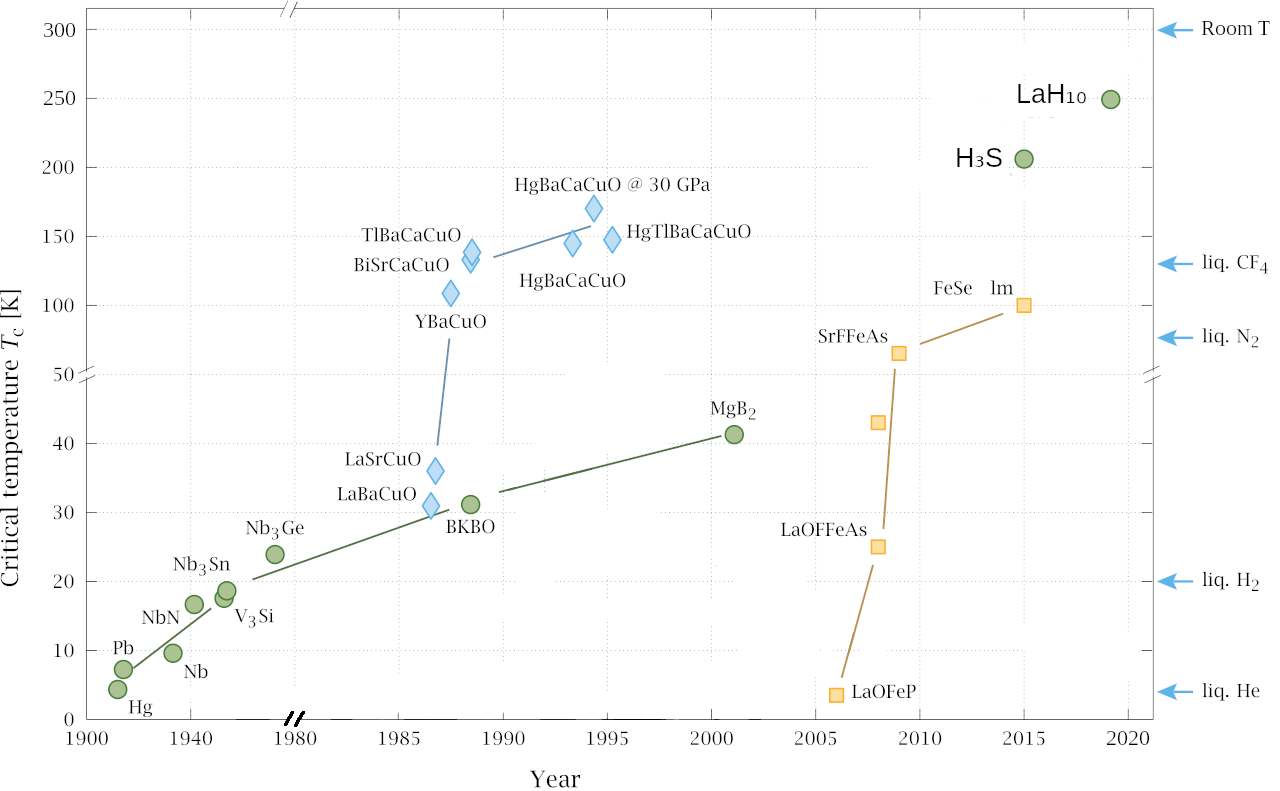 300
Room T
LaH₁₀
250
H₃S
200
HgBaCaCuO @ 30 GPa
TlBaCaCuO
HgTlBaCaCuO
150
BiSrCaCuO
liq. CF₄
HgBaCaCuO
FeSe lm
100
YBaCuO
SrFFeAs
liq. N₂
50
MgB₂
40
LaSrCuO
LaBaCuO
30
BKBO
Nb₃Ge
LaOFFeAs
Nb₃Sn
20
liq. H₂
NbN
V₃Si
Pb
10
Nb
LaOFeP
liq. He
Hg
0
Critical temperature Tc [K]
1900 1940 1980 1985 1990 1995 2000 2005 2010 2015 2020
Year